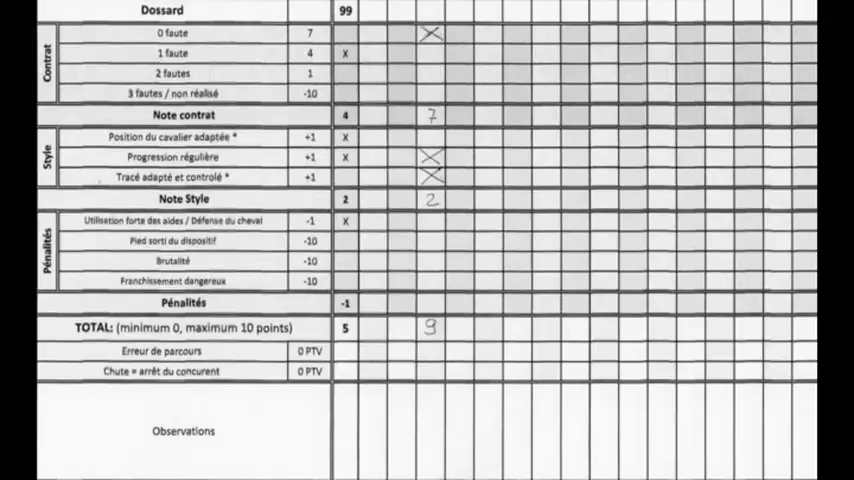 Dossard 99
Contrat
0 faute 7 X
1 faute 4 X
2 fautes 1
3 fautes / non réalisé -10
Note contrat 4 7
Style
Position du cavalier adaptée * +1 X
Progression régulière +1 X X
Tracé adapté et controlé * +1 X
Note Style 2 2
Pénalités
Utilisation forte des aides / Défense du cheval -1 X
Pied sorti du dispositif -10
Brutalité -10
Franchissement dangereux -10
Pénalités -1
TOTAL: (minimum 0, maximum 10 points) 5 9
Erreur de parcours 0 PTV
Chute = arrêt du concurent 0 PTV
Observations